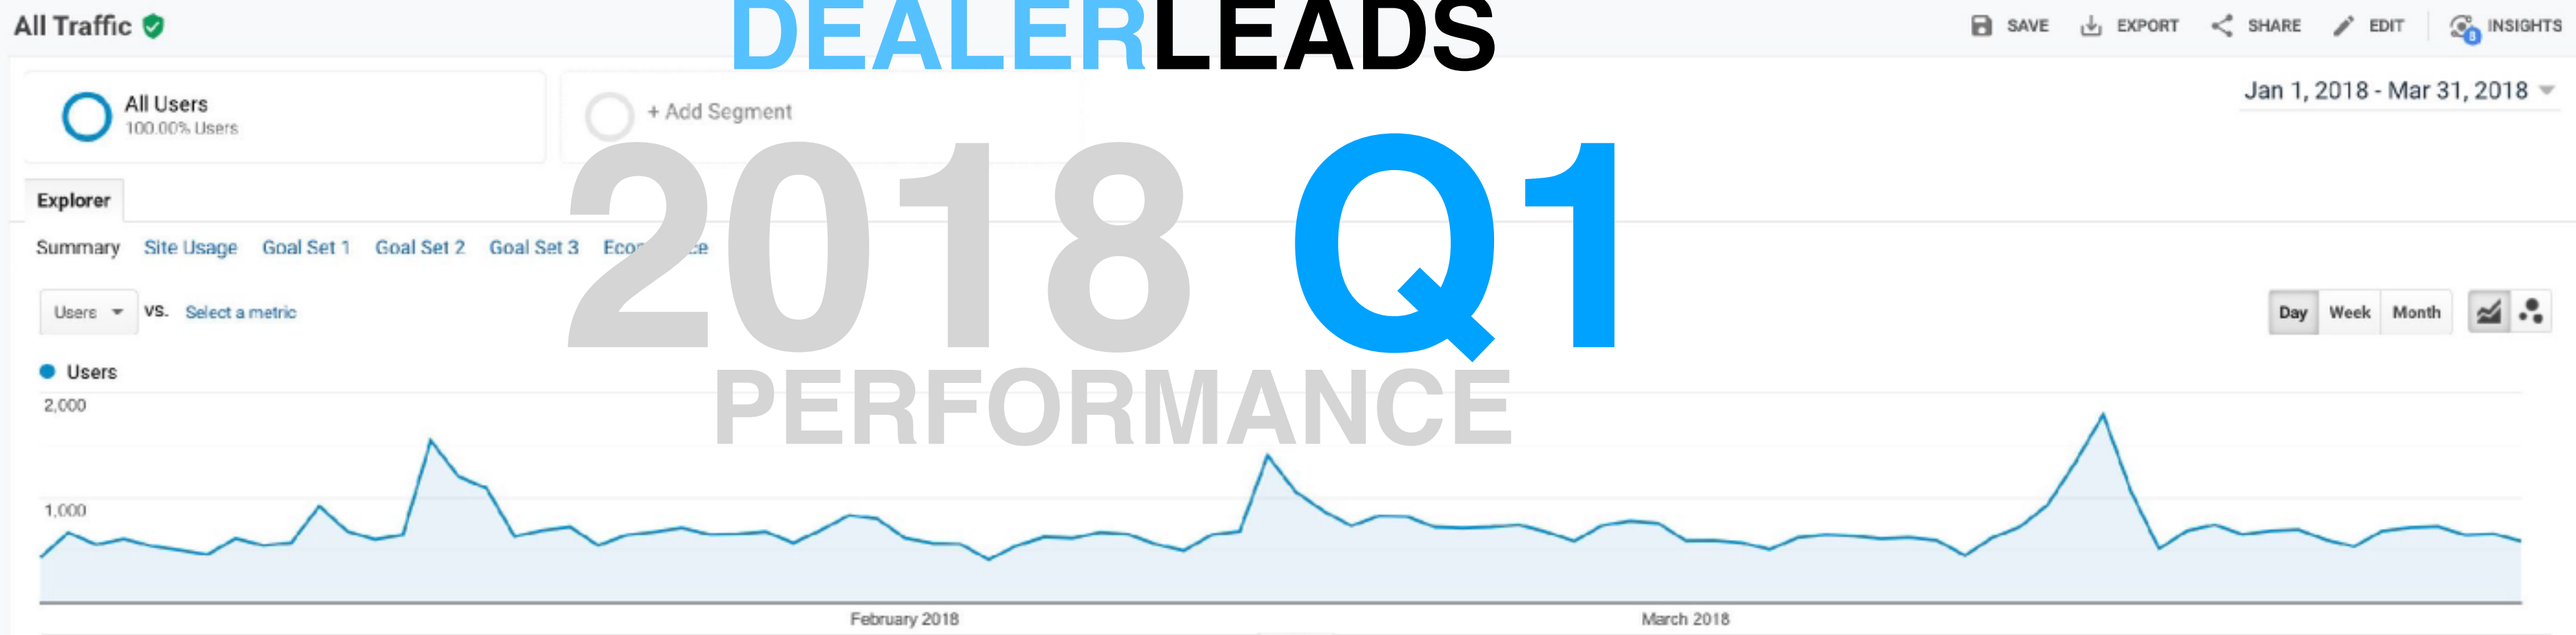 All Traffic
DEALERLEADS
SAVE EXPORT SHARE EDIT 8 INSIGHTS
All Users
100.00% Users
+ Add Segment
Jan 1, 2018 - Mar 31, 2018
2018 Q1
Explorer
Summary Site Usage Goal Set 1 Goal Set 2 Goal Set 3
Users VS. Select a metric
Day Week Month
Users
PERFORMANCE
2,000
1,000
February 2018 March 2018